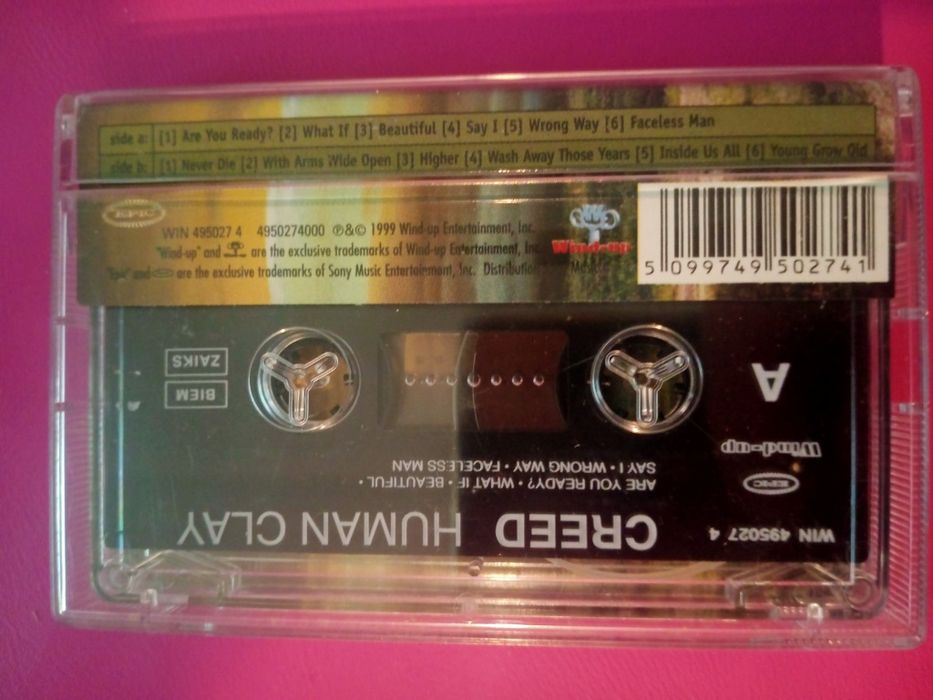 side a: [1] Are You Ready? [2] What If [3] Beautiful [4] Say I [5] Wrong Way [6] Faceless Man
side b: [1] Never Die [2] With Arms Wide Open [3] Higher [4] Wash Away Those Years [5] Inside Us All [6] Young Grow Old
EPIC
WIN 495027 4 4950274000 ℗&© 1999 Wind-up Entertainment, Inc.
"Wind-up" and are the exclusive trademarks of Wind-up Entertainment, Inc.
"Epic" and are the exclusive trademarks of Sony Music Entertainment, Inc. Distribution Music
Wind-up
5 099749 502741
WIN 495027 4
CREED HUMAN CLAY
EPIC
ARE YOU READY? • WHAT IF • BEAUTIFUL •
SAY I • WRONG WAY • FACELESS MAN
Wind-up
A
BIEM
ZAIKS